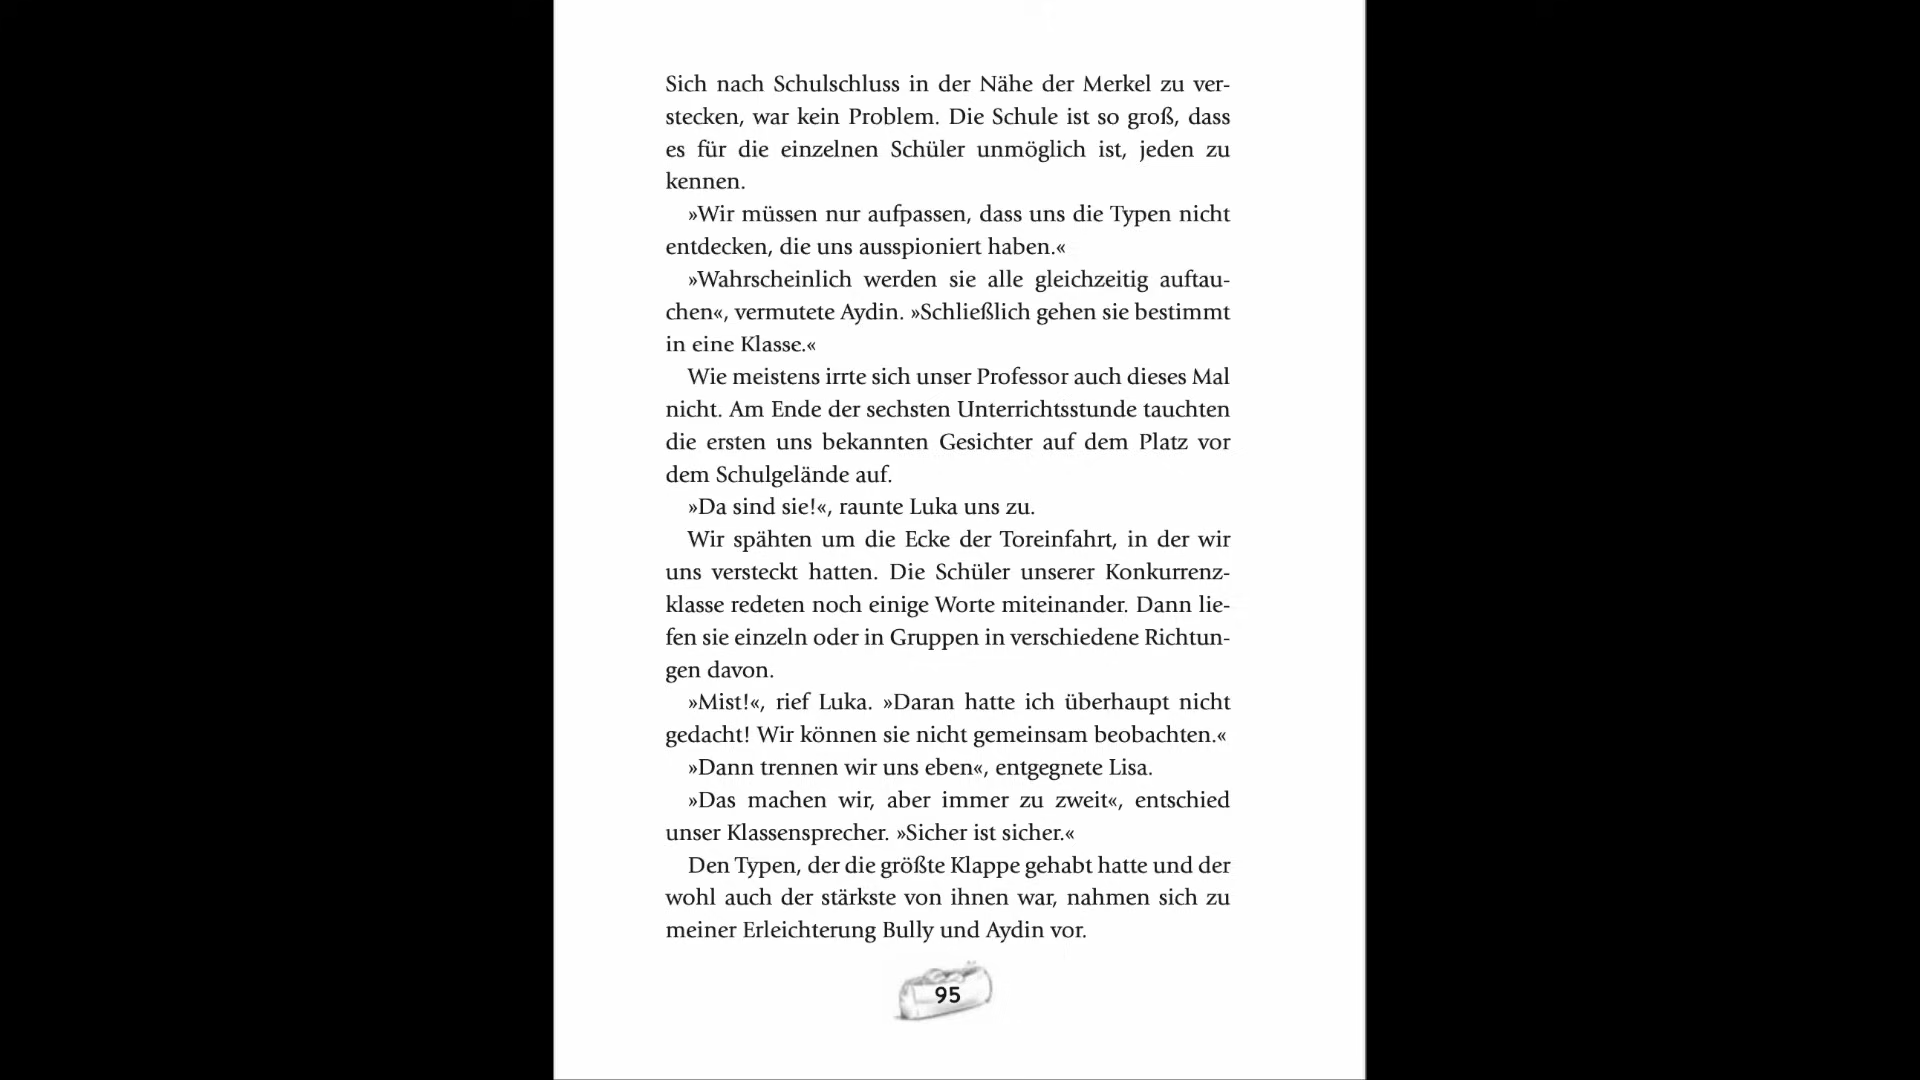 Sich nach Schulschluss in der Nähe der Merkel zu ver-
stecken, war kein Problem. Die Schule ist so groß, dass
es für die einzelnen Schüler unmöglich ist, jeden zu
kennen.
»Wir müssen nur aufpassen, dass uns die Typen nicht
entdecken, die uns ausspioniert haben.«
»Wahrscheinlich werden sie alle gleichzeitig auftau-
chen«, vermutete Aydin. »Schließlich gehen sie bestimmt
in eine Klasse.«
Wie meistens irrte sich unser Professor auch dieses Mal
nicht. Am Ende der sechsten Unterrichtsstunde tauchten
die ersten uns bekannten Gesichter auf dem Platz vor
dem Schulgelände auf.
»Da sind sie!«, raunte Luka uns zu.
Wir spähten um die Ecke der Toreinfahrt, in der wir
uns versteckt hatten. Die Schüler unserer Konkurrenz-
klasse redeten noch einige Worte miteinander. Dann lie-
fen sie einzeln oder in Gruppen in verschiedene Richtun-
gen davon.
»Mist!«, rief Luka. »Daran hatte ich überhaupt nicht
gedacht! Wir können sie nicht gemeinsam beobachten.«
»Dann trennen wir uns eben«, entgegnete Lisa.
»Das machen wir, aber immer zu zweit«, entschied
unser Klassensprecher. »Sicher ist sicher.«
Den Typen, der die größte Klappe gehabt hatte und der
wohl auch der stärkste von ihnen war, nahmen sich zu
meiner Erleichterung Bully und Aydin vor.
95